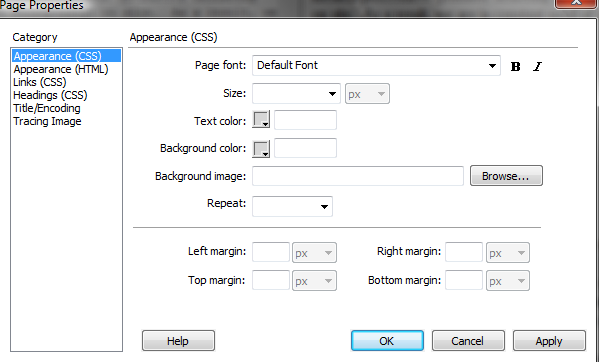 Page Properties
Category
Appearance (CSS)
Appearance (HTML)
Links (CSS)
Headings (CSS)
Title/Encoding
Tracing Image
Appearance (CSS)
Page font: Default Font B I
Size: px
Text color:
Background color:
Background image: Browse...
Repeat:
Left margin: px Right margin: px
Top margin: px Bottom margin: px
Help OK Cancel Apply